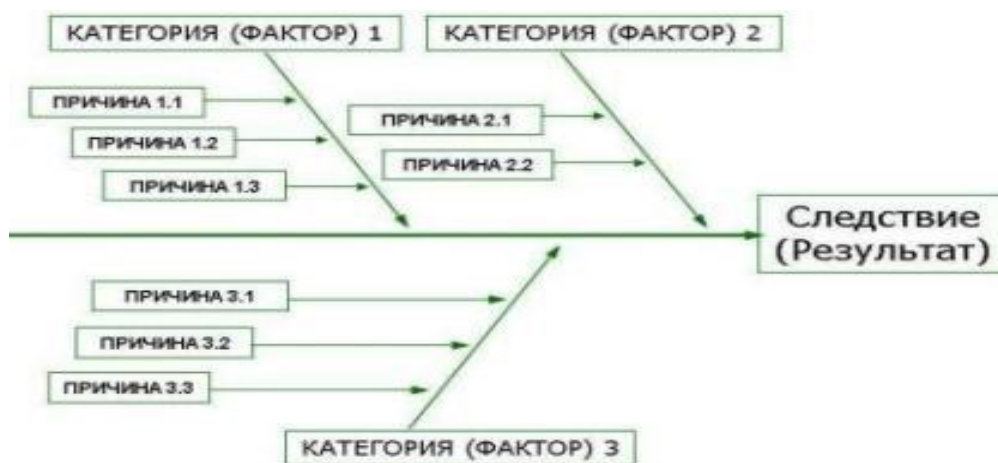 КАТЕГОРИЯ (ФАКТОР) 1
КАТЕГОРИЯ (ФАКТОР) 2
ПРИЧИНА 1.1
ПРИЧИНА 1.2
ПРИЧИНА 1.3
ПРИЧИНА 2.1
ПРИЧИНА 2.2
Следствие
(Результат)
ПРИЧИНА 3.1
ПРИЧИНА 3.2
ПРИЧИНА 3.3
КАТЕГОРИЯ (ФАКТОР) 3